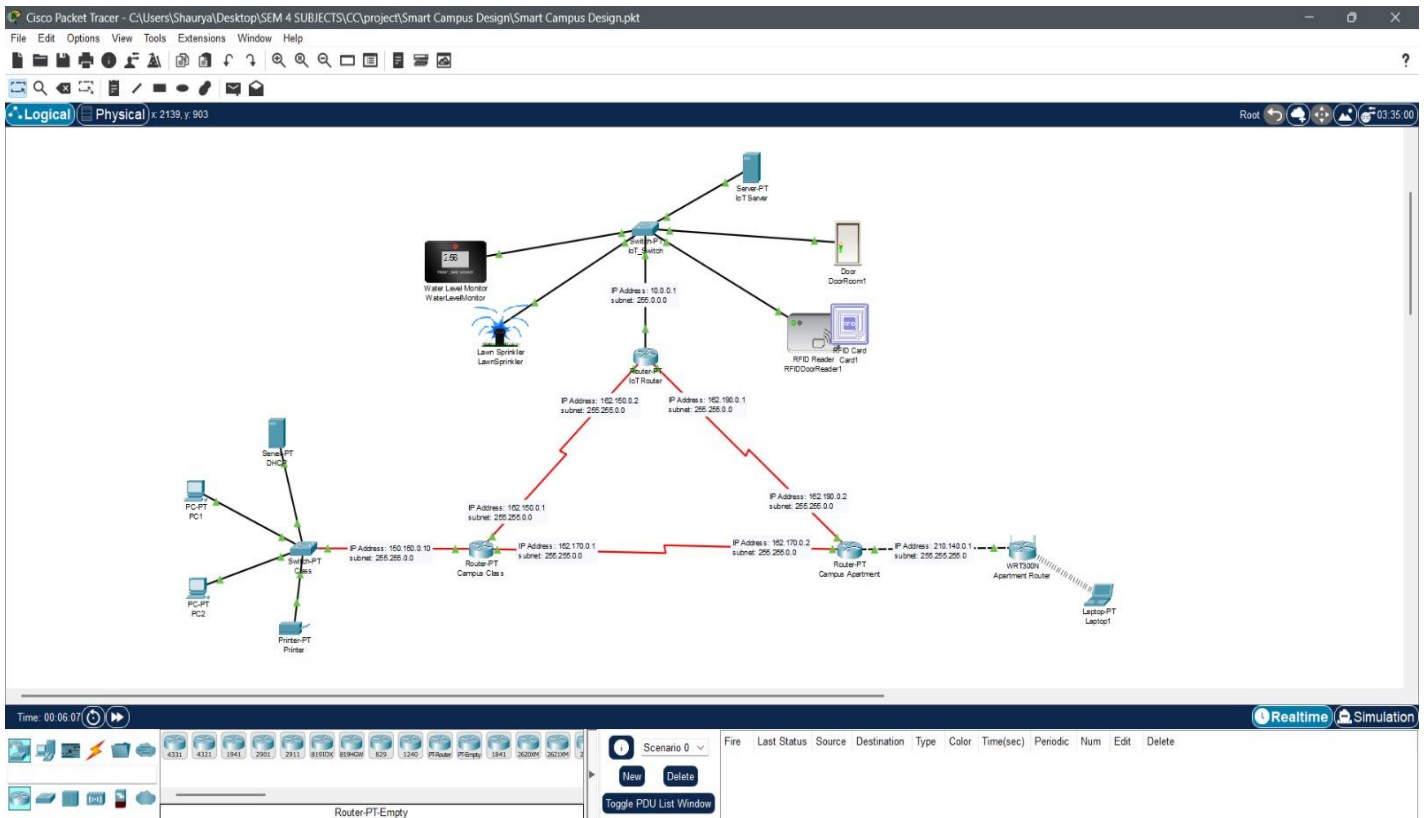 Cisco Packet Tracer - C:\Users\Shaurya\Desktop\SEM 4 SUBJECTS\CC\project\Smart Campus Design\Smart Campus Design.pkt
File Edit Options View Tools Extensions Window Help
?
Logical Physical x: 2139, y: 903
Root 03:35:00
Server-PT
IoT Server
Switch-PT
IoT_Switch
2.56
Water Level Monitor
WaterLevelMonitor
Door
DoorRoom1
IP Address: 10.0.0.1
subnet: 255.0.0.0
Lawn Sprinkler
LawnSprinkler
RFID Card
Card1
RFID Reader
RFIDDoorReader1
Router-PT
IoT Router
IP Address: 162.150.0.2
subnet: 255.255.0.0
IP Address: 162.190.0.1
subnet: 255.255.0.0
Server-PT
DHCP
PC-PT
PC1
IP Address: 162.150.0.1
subnet: 255.255.0.0
IP Address: 162.190.0.2
subnet: 255.255.0.0
Switch-PT
Class
IP Address: 150.150.0.10
subnet: 255.255.0.0
Router-PT
Campus Class
IP Address: 162.170.0.1
subnet: 255.255.0.0
IP Address: 162.170.0.2
subnet: 255.255.0.0
Router-PT
Campus Apartment
IP Address: 210.140.0.1
subnet: 255.255.255.0
WRT300N
Apartment Router
PC-PT
PC2
Laptop-PT
Laptop1
Printer-PT
Printer
Time: 00:06:07
Realtime Simulation
4331 4321 1941 2901 2911 819IOX 819HGW 829 1240 PT-Router PT-Empty 1841 2620XM 2621XM
Router-PT-Empty
Scenario 0
New Delete
Toggle PDU List Window
Fire Last Status Source Destination Type Color Time(sec) Periodic Num Edit Delete